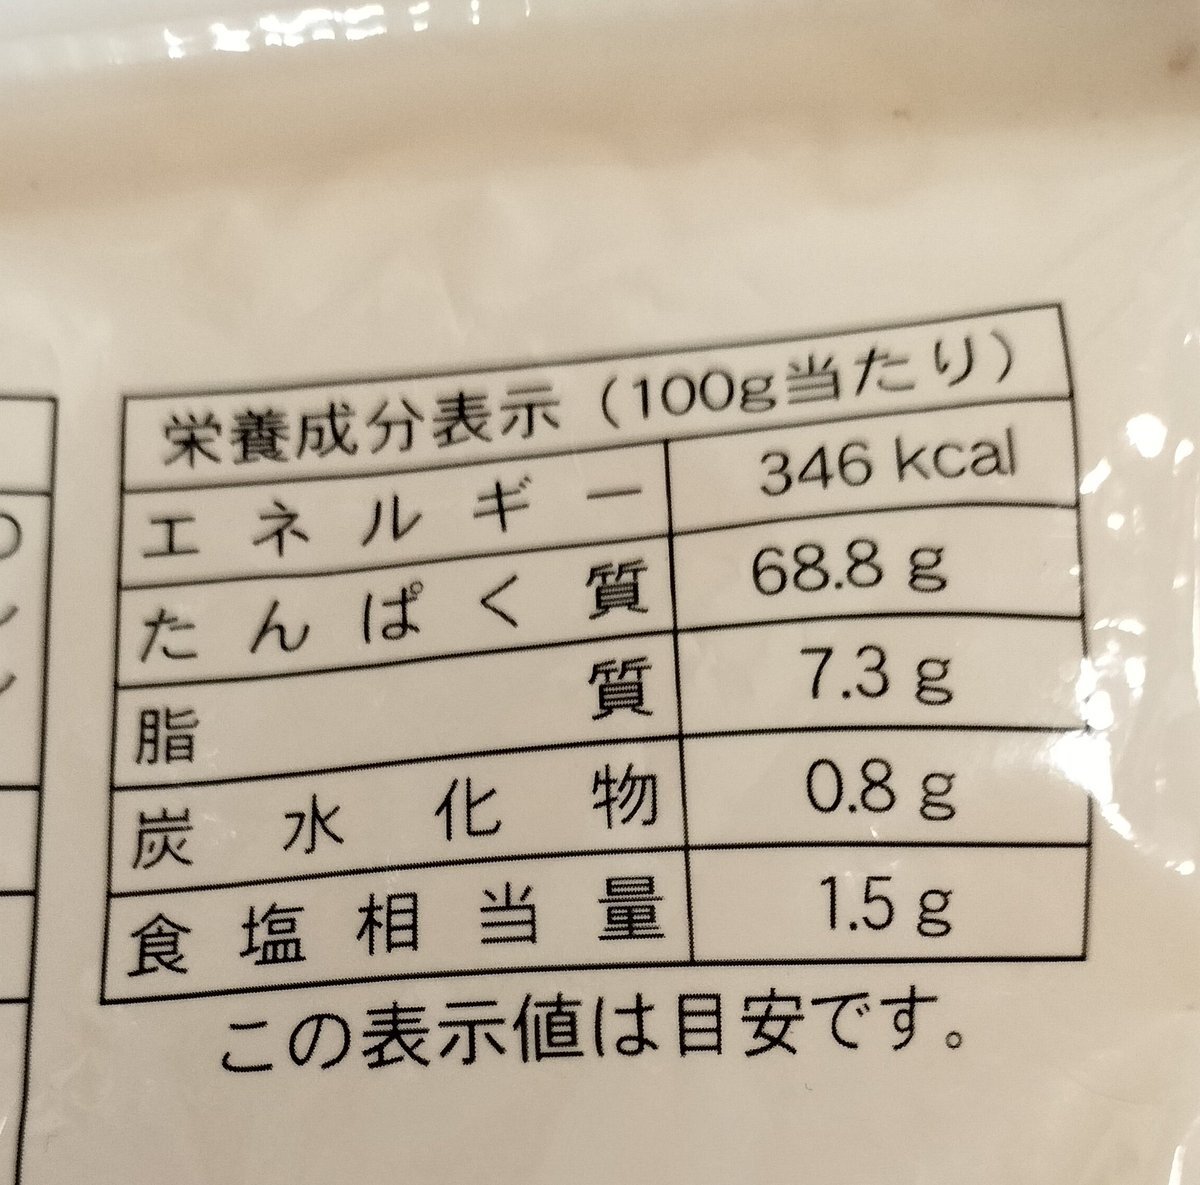 栄養成分表示（100g当たり）
エネルギー 346 kcal
たんぱく質 68.8 g
脂質 7.3 g
炭水化物 0.8 g
食塩相当量 1.5 g
この表示値は目安です。